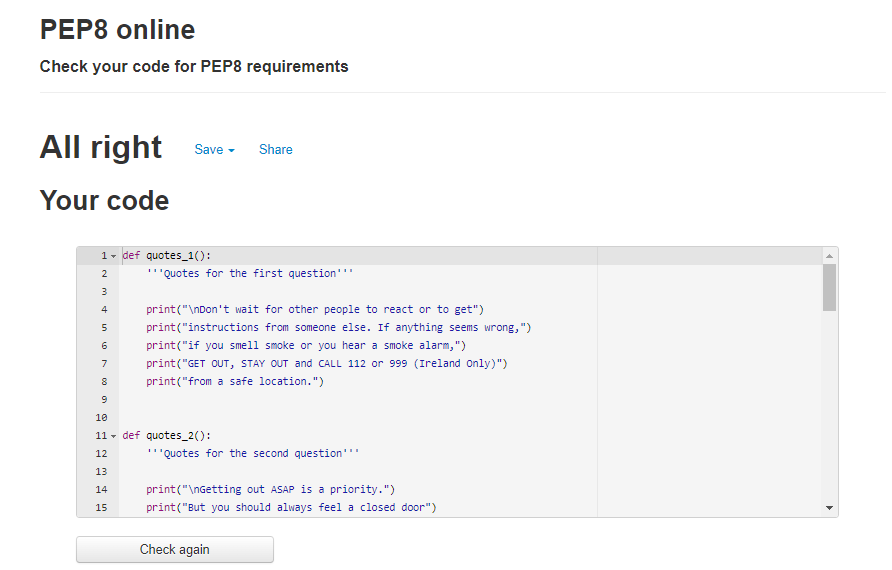 PEP8 online
Check your code for PEP8 requirements
All right Save Share
Your code
1 def quotes_1():
2     '''Quotes for the first question'''
3
4     print("\nDon't wait for other people to react or to get")
5     print("instructions from someone else. If anything seems wrong,")
6     print("if you smell smoke or you hear a smoke alarm,")
7     print("GET OUT, STAY OUT and CALL 112 or 999 (Ireland Only)")
8     print("from a safe location.")
9
10
11 def quotes_2():
12     '''Quotes for the second question'''
13
14     print("\nGetting out ASAP is a priority.")
15     print("But you should always feel a closed door")
Check again